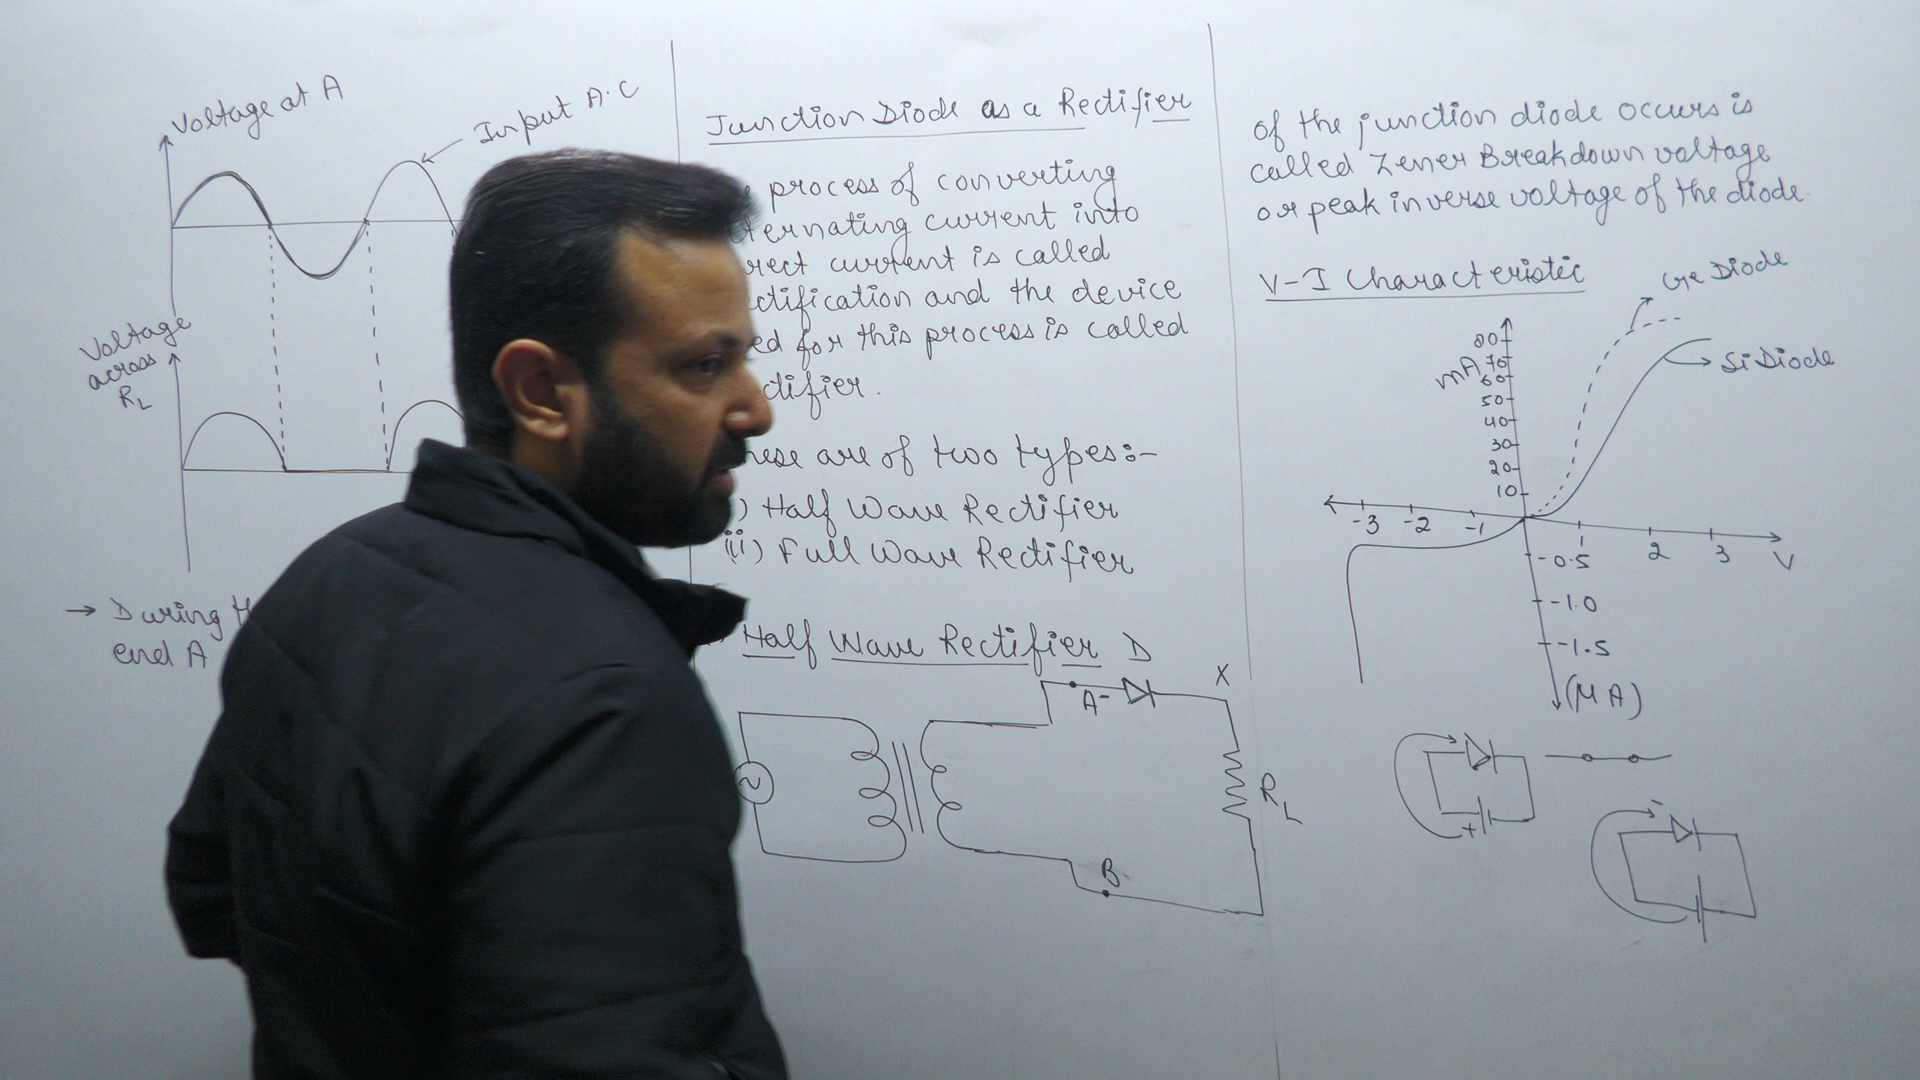 Voltage at A
Input A.C
Voltage
across
RL
→ During
end A
Junction Diode as a Rectifier
process of converting
ternating current into
rect current is called
ctification and the device
ed for this process is called
ctifier.
hese are of two types:-
) Half Wave Rectifier
(ii) Full Wave Rectifier
Half Wave Rectifier
D
X
A-
~
RL
B
of the junction diode occurs is
called Zener Breakdown voltage
or peak inverse voltage of the diode.
V-I Characteristic
Ge Diode
Si Diode
mA
80
70
60
50
40
30
20
10
-3 -2 -1
-0.5
2 3 V
-1.0
-1.5
(μA)
+
-